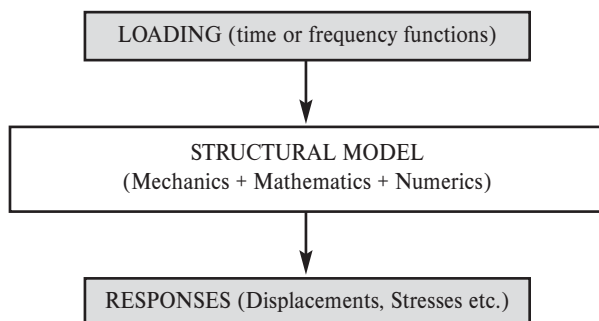 LOADING (time or frequency functions)
STRUCTURAL MODEL
(Mechanics + Mathematics + Numerics)
RESPONSES (Displacements, Stresses etc.)